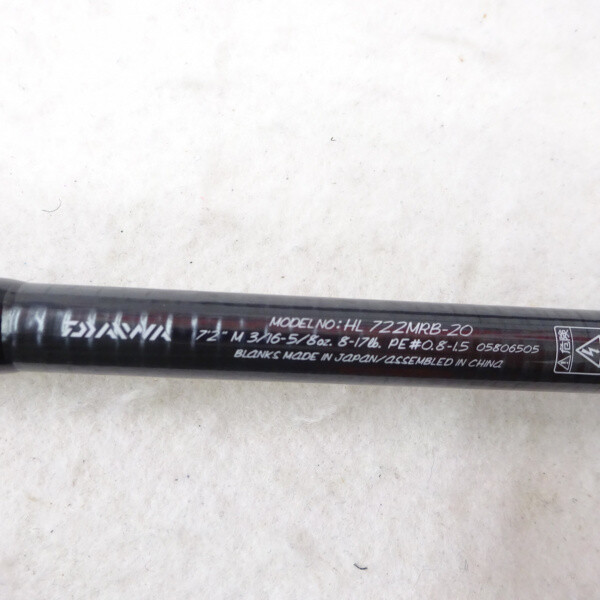 DAIWA
MODEL NO: HL 722MRB-20
7'2" M 3/16-5/8oz. 8-17lb. PE#0.8-1.5 05806505
BLANKS MADE IN JAPAN/ASSEMBLED IN CHINA
危険